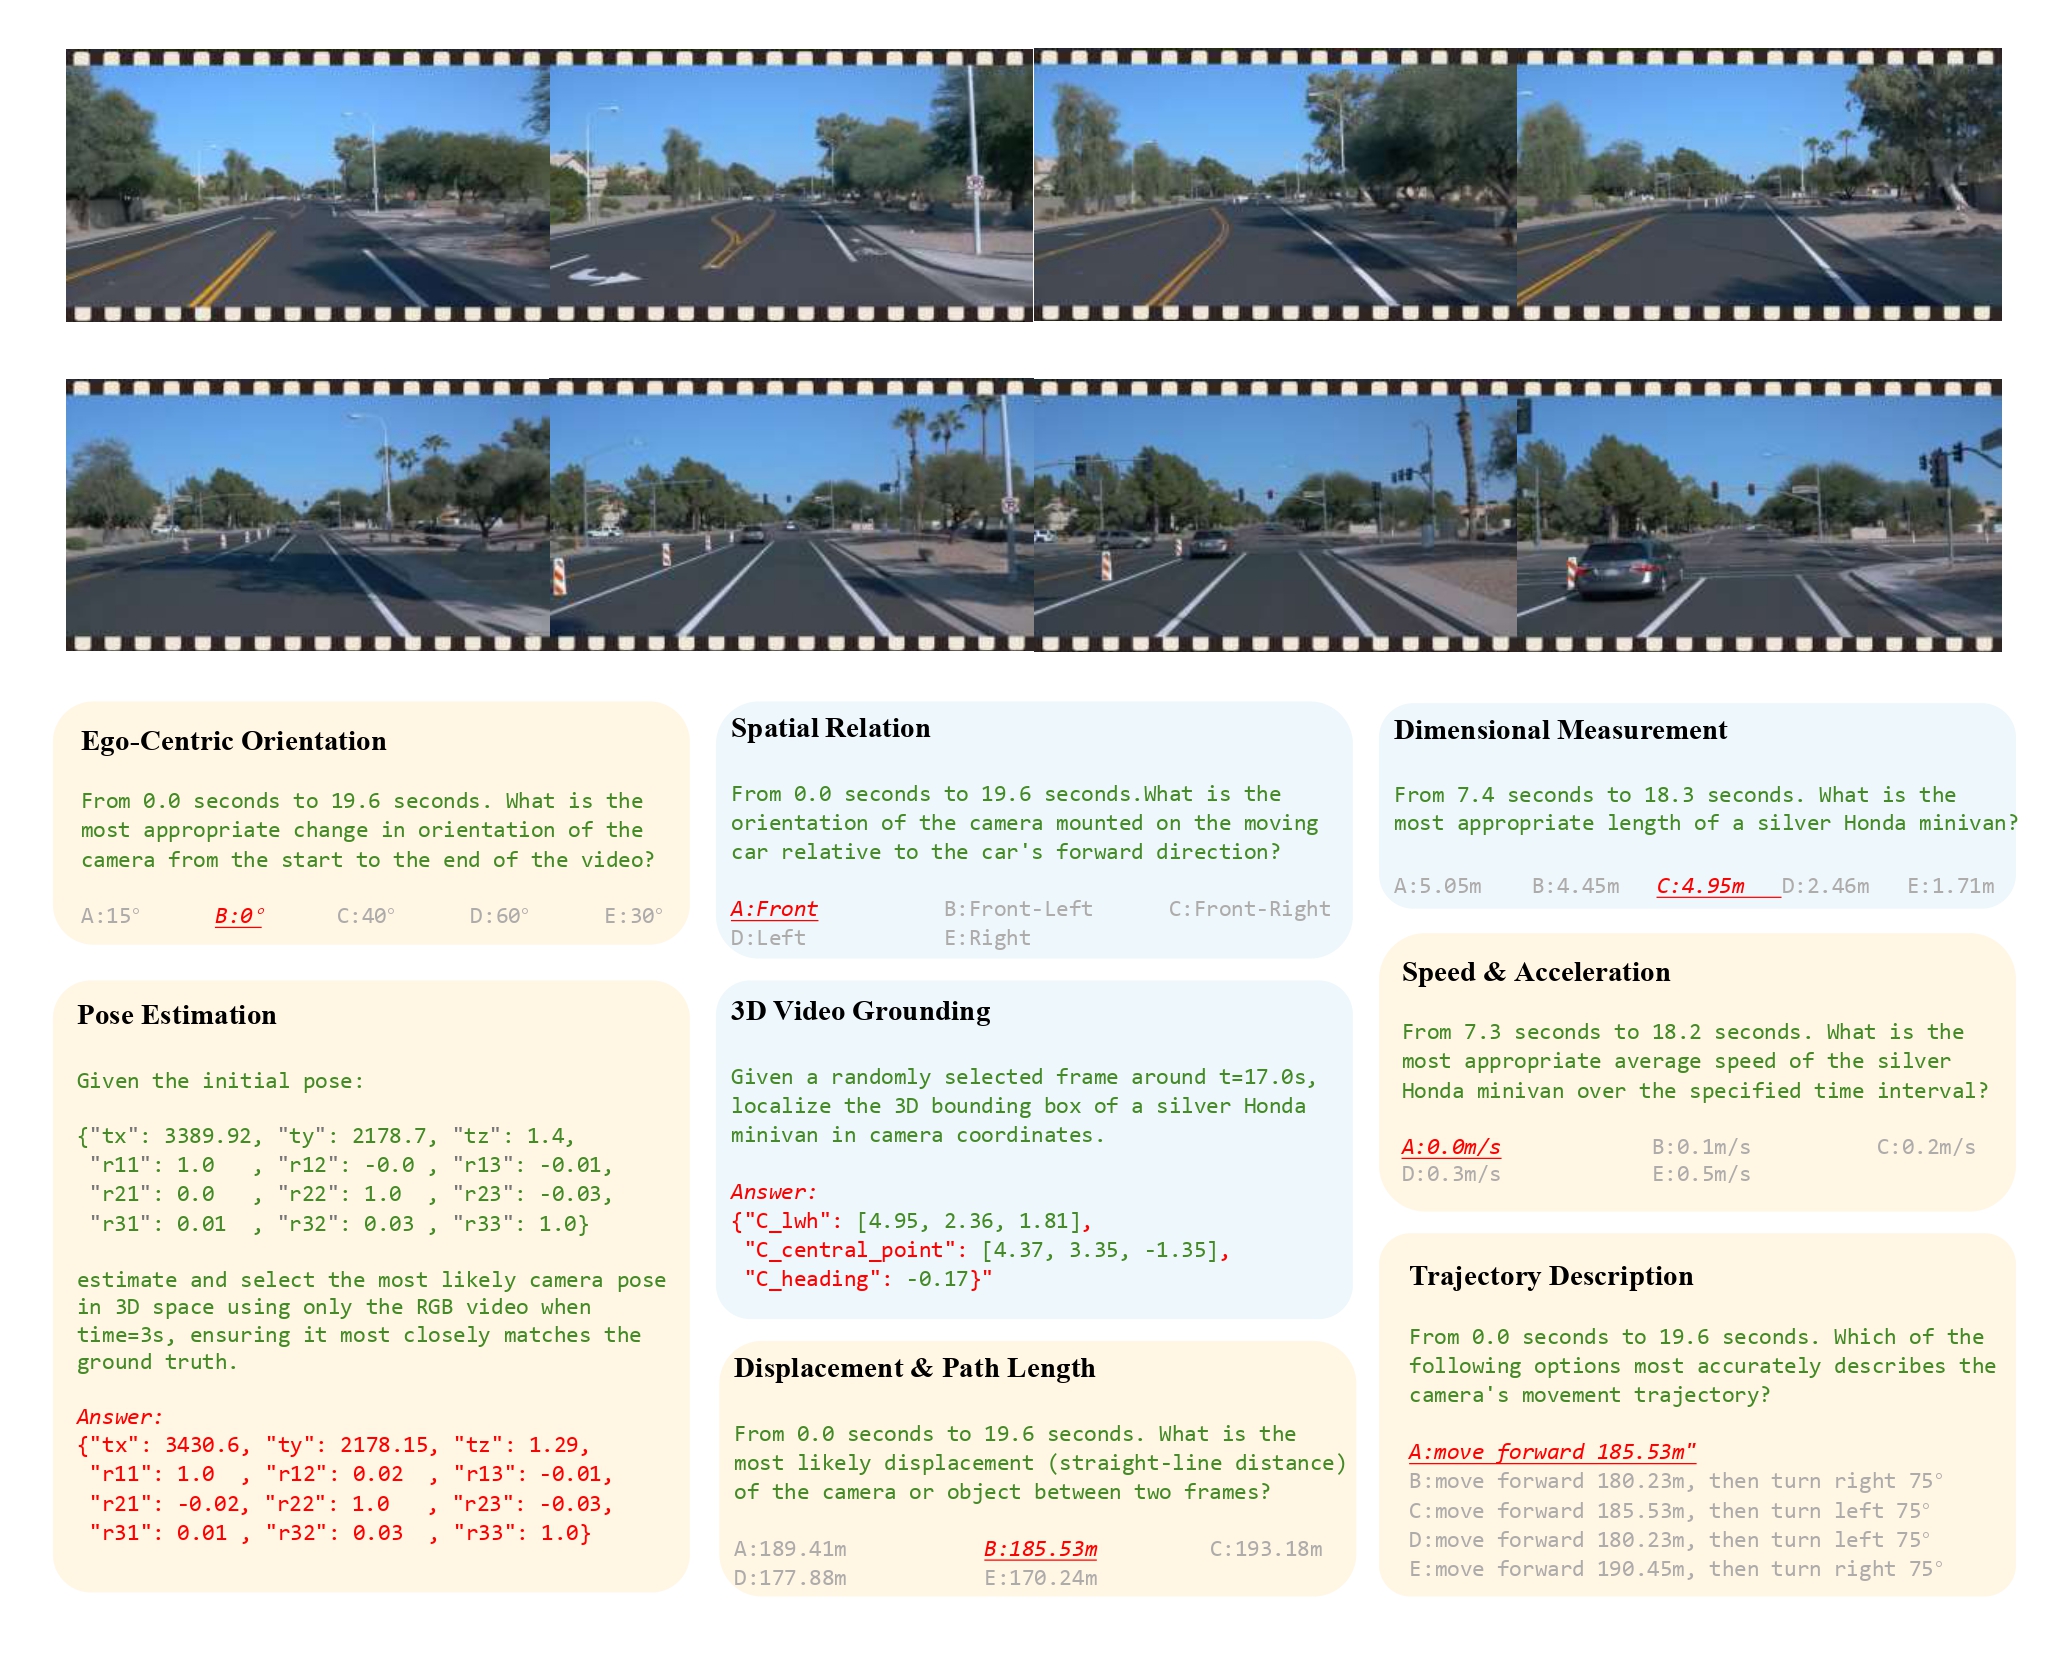 Ego-Centric Orientation
From 0.0 seconds to 19.6 seconds. What is the
most appropriate change in orientation of the
camera from the start to the end of the video?
A:15° B:0° C:40° D:60° E:30°
Pose Estimation
Given the initial pose:
{"tx": 3389.92, "ty": 2178.7, "tz": 1.4,
"r11": 1.0 , "r12": -0.0 , "r13": -0.01,
"r21": 0.0 , "r22": 1.0 , "r23": -0.03,
"r31": 0.01 , "r32": 0.03 , "r33": 1.0}
estimate and select the most likely camera pose
in 3D space using only the RGB video when
time=3s, ensuring it most closely matches the
ground truth.
Answer:
{"tx": 3430.6, "ty": 2178.15, "tz": 1.29,
"r11": 1.0 , "r12": 0.02 , "r13": -0.01,
"r21": -0.02, "r22": 1.0 , "r23": -0.03,
"r31": 0.01 , "r32": 0.03 , "r33": 1.0}
Spatial Relation
From 0.0 seconds to 19.6 seconds.What is the
orientation of the camera mounted on the moving
car relative to the car's forward direction?
A:Front B:Front-Left C:Front-Right
D:Left E:Right
3D Video Grounding
Given a randomly selected frame around t=17.0s,
localize the 3D bounding box of a silver Honda
minivan in camera coordinates.
Answer:
{"C_lwh": [4.95, 2.36, 1.81],
"C_central_point": [4.37, 3.35, -1.35],
"C_heading": -0.17}"
Displacement & Path Length
From 0.0 seconds to 19.6 seconds. What is the
most likely displacement (straight-line distance)
of the camera or object between two frames?
A:189.41m B:185.53m C:193.18m
D:177.88m E:170.24m
Dimensional Measurement
From 7.4 seconds to 18.3 seconds. What is the
most appropriate length of a silver Honda minivan?
A:5.05m B:4.45m C:4.95m D:2.46m E:1.71m
Speed & Acceleration
From 7.3 seconds to 18.2 seconds. What is the
most appropriate average speed of the silver
Honda minivan over the specified time interval?
A:0.0m/s B:0.1m/s C:0.2m/s
D:0.3m/s E:0.5m/s
Trajectory Description
From 0.0 seconds to 19.6 seconds. Which of the
following options most accurately describes the
camera's movement trajectory?
A:move forward 185.53m"
B:move forward 180.23m, then turn right 75°
C:move forward 185.53m, then turn left 75°
D:move forward 180.23m, then turn left 75°
E:move forward 190.45m, then turn right 75°